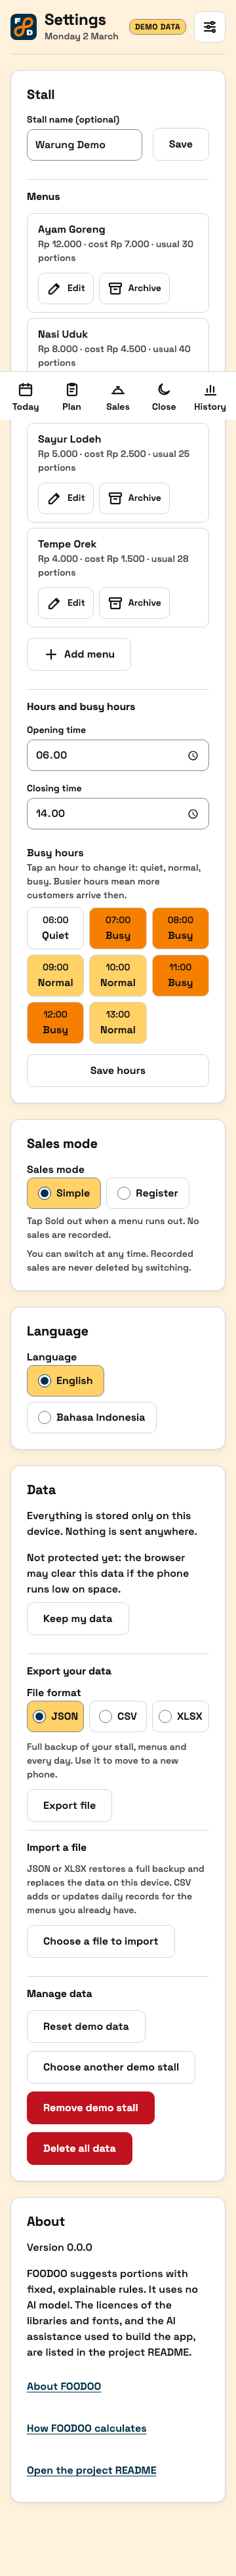 FOODOO
Settings
Monday 2 March
DEMO DATA
Stall
Stall name (optional)
Warung Demo
Save
Menus
Ayam Goreng
Rp 12.000 · cost Rp 7.000 · usual 30
portions
Edit
Archive
Nasi Uduk
Rp 8.000 · cost Rp 4.500 · usual 40
portions
Today
Plan
Sales
Close
History
Sayur Lodeh
Rp 5.000 · cost Rp 2.500 · usual 25
portions
Edit
Archive
Tempe Orek
Rp 4.000 · cost Rp 1.500 · usual 28
portions
Edit
Archive
Add menu
Hours and busy hours
Opening time
06.00
Closing time
14.00
Busy hours
Tap an hour to change it: quiet, normal,
busy. Busier hours mean more
customers arrive then.
06:00
Quiet
07:00
Busy
08:00
Busy
09:00
Normal
10:00
Normal
11:00
Busy
12:00
Busy
13:00
Normal
Save hours
Sales mode
Sales mode
Simple
Register
Tap Sold out when a menu runs out. No
sales are recorded.
You can switch at any time. Recorded
sales are never deleted by switching.
Language
Language
English
Bahasa Indonesia
Data
Everything is stored only on this
device. Nothing is sent anywhere.
Not protected yet: the browser
may clear this data if the phone
runs low on space.
Keep my data
Export your data
File format
JSON
CSV
XLSX
Full backup of your stall, menus and
every day. Use it to move to a new
phone.
Export file
Import a file
JSON or XLSX restores a full backup and
replaces the data on this device. CSV
adds or updates daily records for the
menus you already have.
Choose a file to import
Manage data
Reset demo data
Choose another demo stall
Remove demo stall
Delete all data
About
Version 0.0.0
FOODOO suggests portions with
fixed, explainable rules. It uses no
AI model. The licences of the
libraries and fonts, and the AI
assistance used to build the app,
are listed in the project README.
About FOODOO
How FOODOO calculates
Open the project README